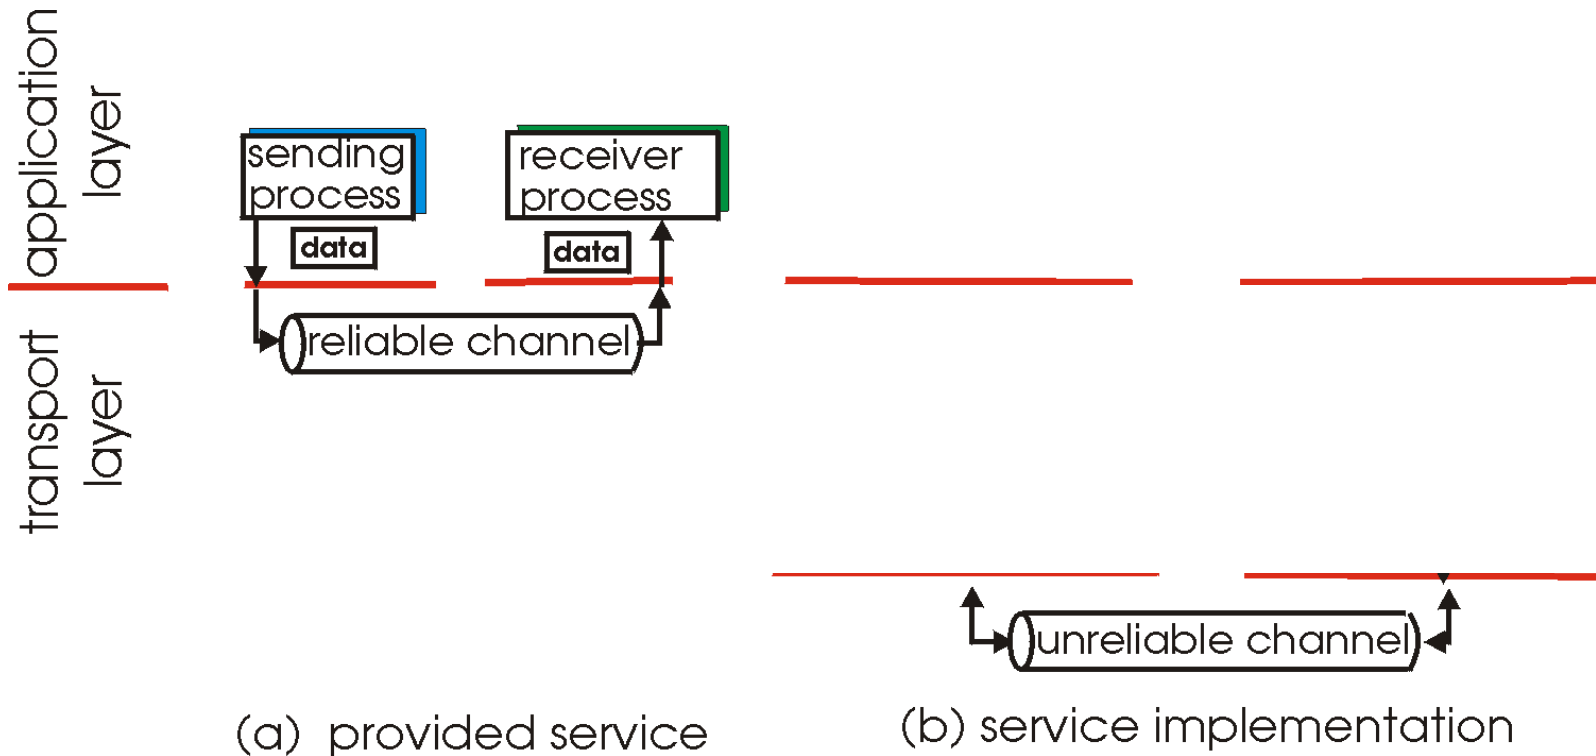 application
layer
transport
layer
sending
process
data
receiver
process
data
reliable channel
unreliable channel
(a) provided service
(b) service implementation